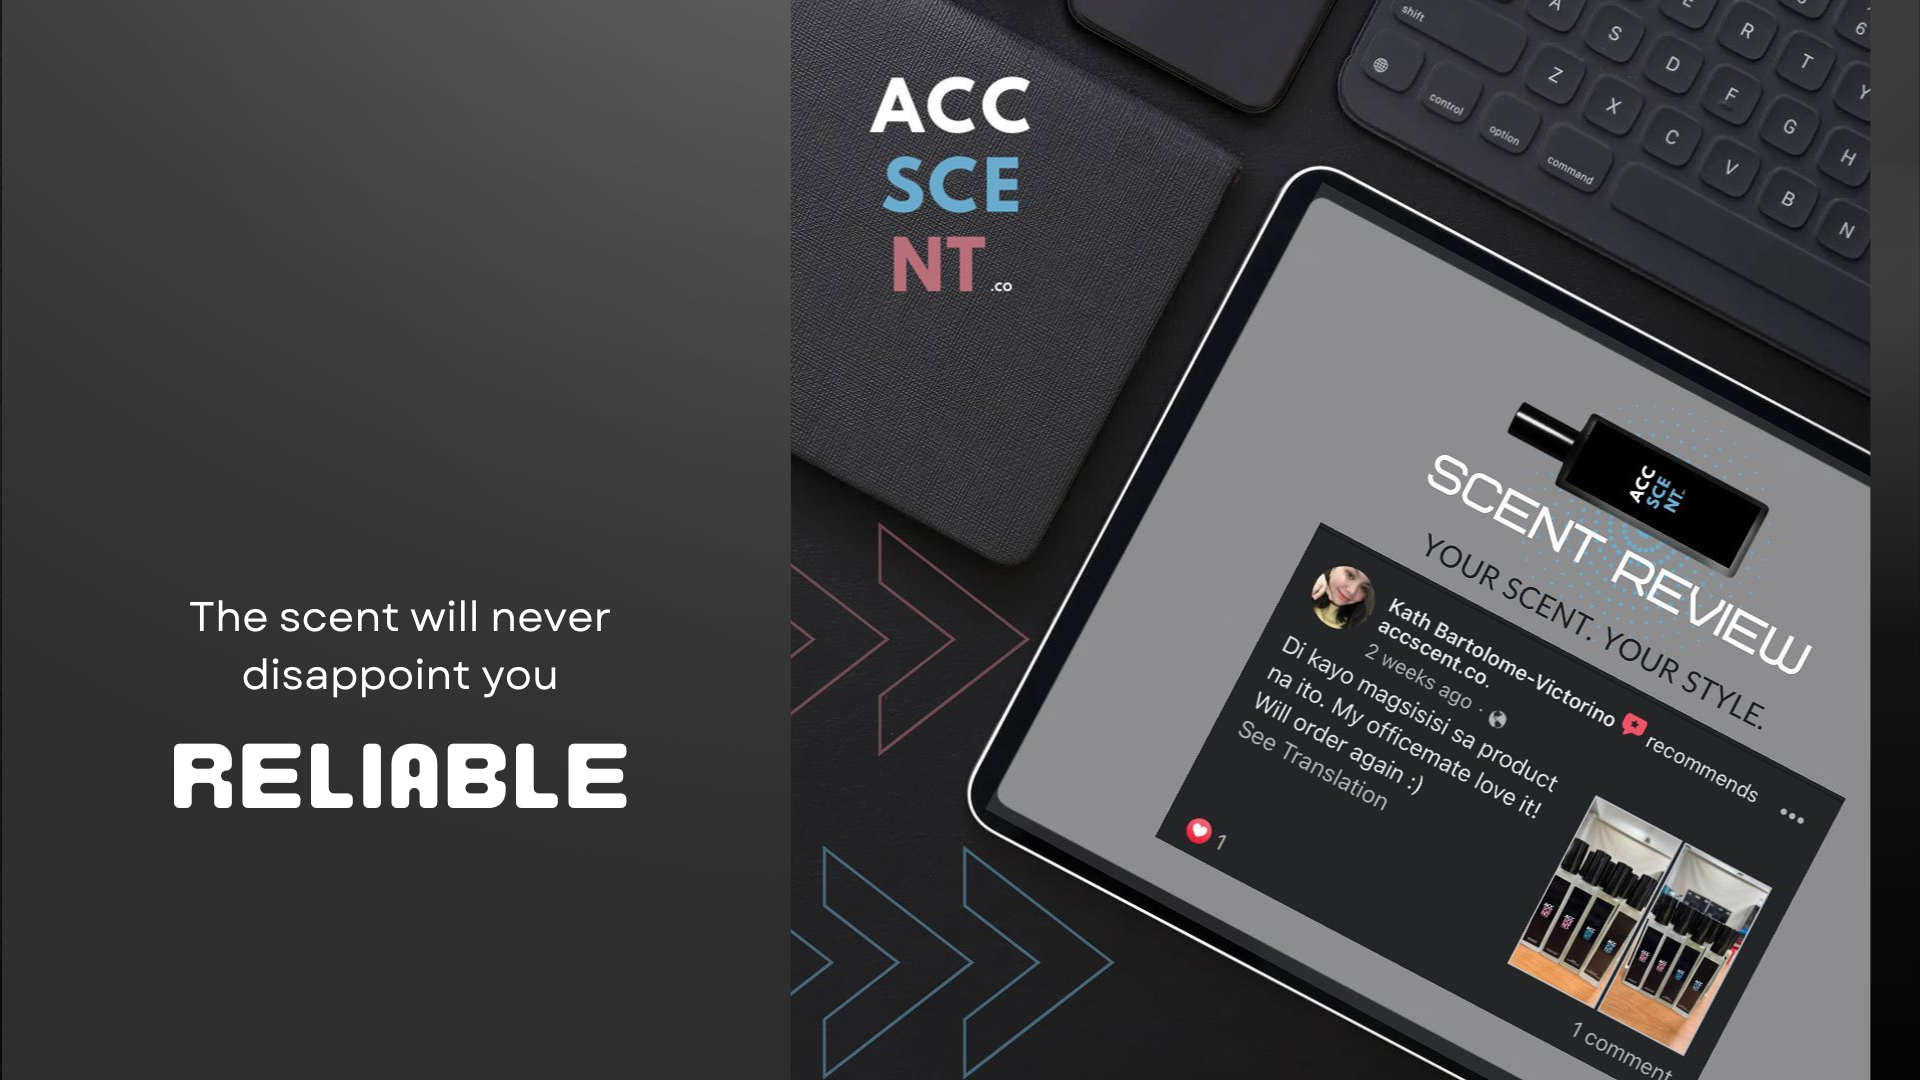 The scent will never
disappoint you
RELIABLE
ACC
SCE
NT .co
shift
A
S
D
F
G
H
E
R
T
Y
6
Z
X
C
V
B
N
control
option
command
ACC
SCE
NT
SCENT REVIEW
YOUR SCENT. YOUR STYLE.
Kath Bartolome-Victorino recommends
accscent.co.
2 weeks ago ·
Di kayo magsisisi sa product
na ito. My officemate love it!
Will order again :)
See Translation
1
1 comment